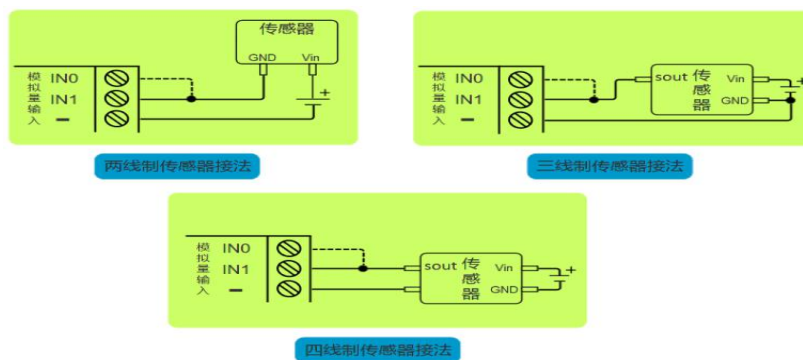 传感器
GND Vin
模拟量输入
IN0
IN1
-
+
两线制传感器接法
模拟量输入
IN0
IN1
-
sout 传感器 Vin
GND
+
三线制传感器接法
模拟量输入
IN0
IN1
-
sout 传感器 Vin
GND
+
四线制传感器接法